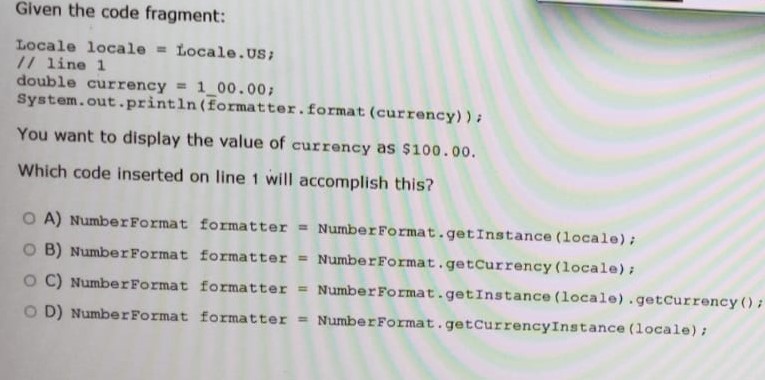 Given the code fragment:
Locale locale = Locale.US;
// line 1
double currency = 1_00.00;
System.out.println(formatter.format(currency));
You want to display the value of currency as $100.00.
Which code inserted on line 1 will accomplish this?
A) NumberFormat formatter = NumberFormat.getInstance(locale);
B) NumberFormat formatter = NumberFormat.getCurrency(locale);
C) NumberFormat formatter = NumberFormat.getInstance(locale).getCurrency();
D) NumberFormat formatter = NumberFormat.getCurrencyInstance(locale);